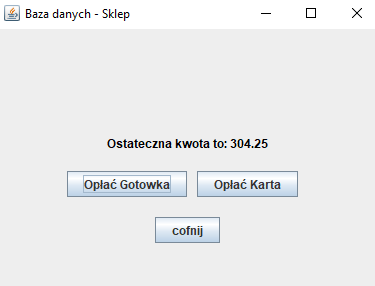 Baza danych - Sklep
Ostateczna kwota to: 304.25
Opłać Gotowka Opłać Karta
cofnij